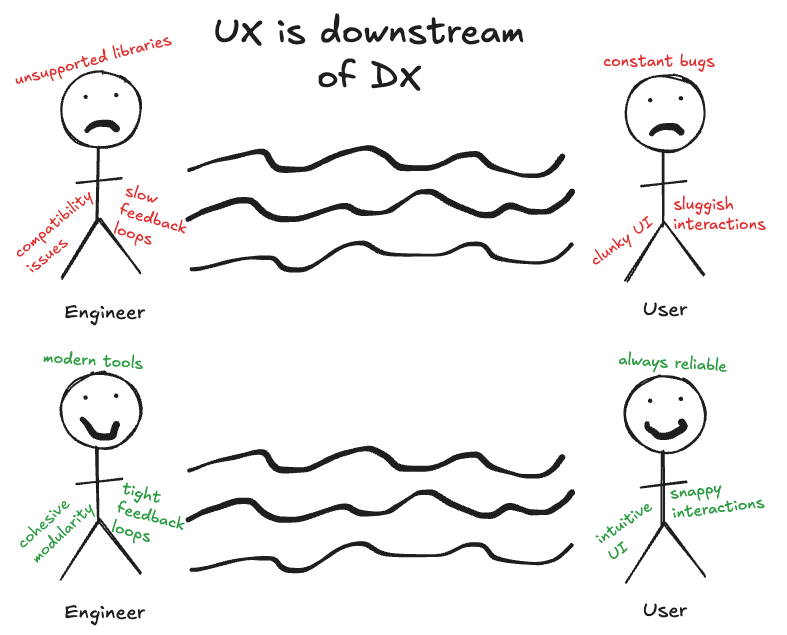 UX is downstream
of DX
unsupported libraries
constant bugs
compatibility
issues
slow
feedback
loops
clunky UI
sluggish
interactions
Engineer
User
modern tools
always reliable
cohesive
modularity
tight
feedback
loops
intuitive
UI
snappy
interactions
Engineer
User